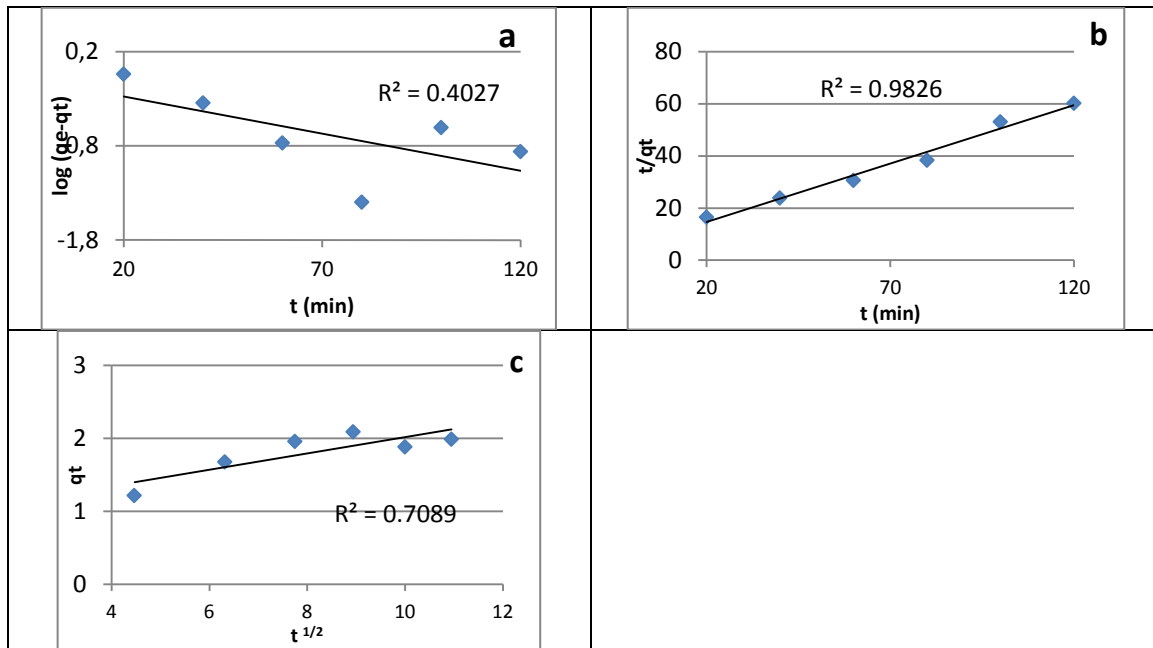 a
0,2
-0,8
-1,8
log (qe-qt)
R² = 0.4027
20
70
120
t (min)
b
80
60
40
20
0
t/qt
R² = 0.9826
20
70
120
t (min)
c
3
2
1
0
qt
R² = 0.7089
4
6
8
10
12
t 1/2